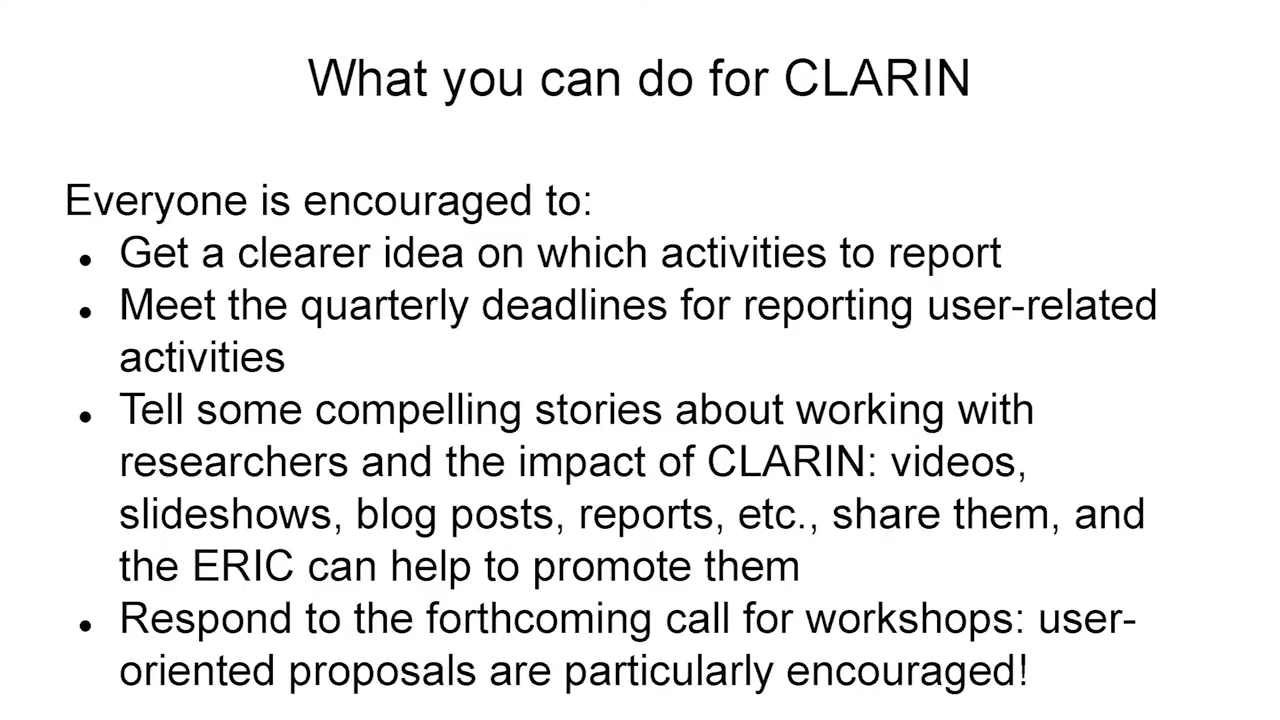 What you can do for CLARIN
Everyone is encouraged to:
● Get a clearer idea on which activities to report
● Meet the quarterly deadlines for reporting user-related
activities
● Tell some compelling stories about working with
researchers and the impact of CLARIN: videos,
slideshows, blog posts, reports, etc., share them, and
the ERIC can help to promote them
● Respond to the forthcoming call for workshops: user-
oriented proposals are particularly encouraged!